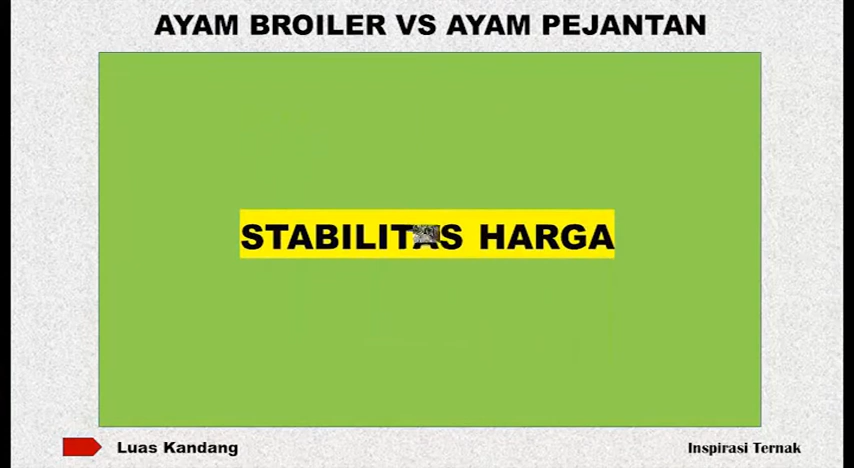 AYAM BROILER VS AYAM PEJANTAN
STABILITAS HARGA
Luas Kandang
Inspirasi Ternak